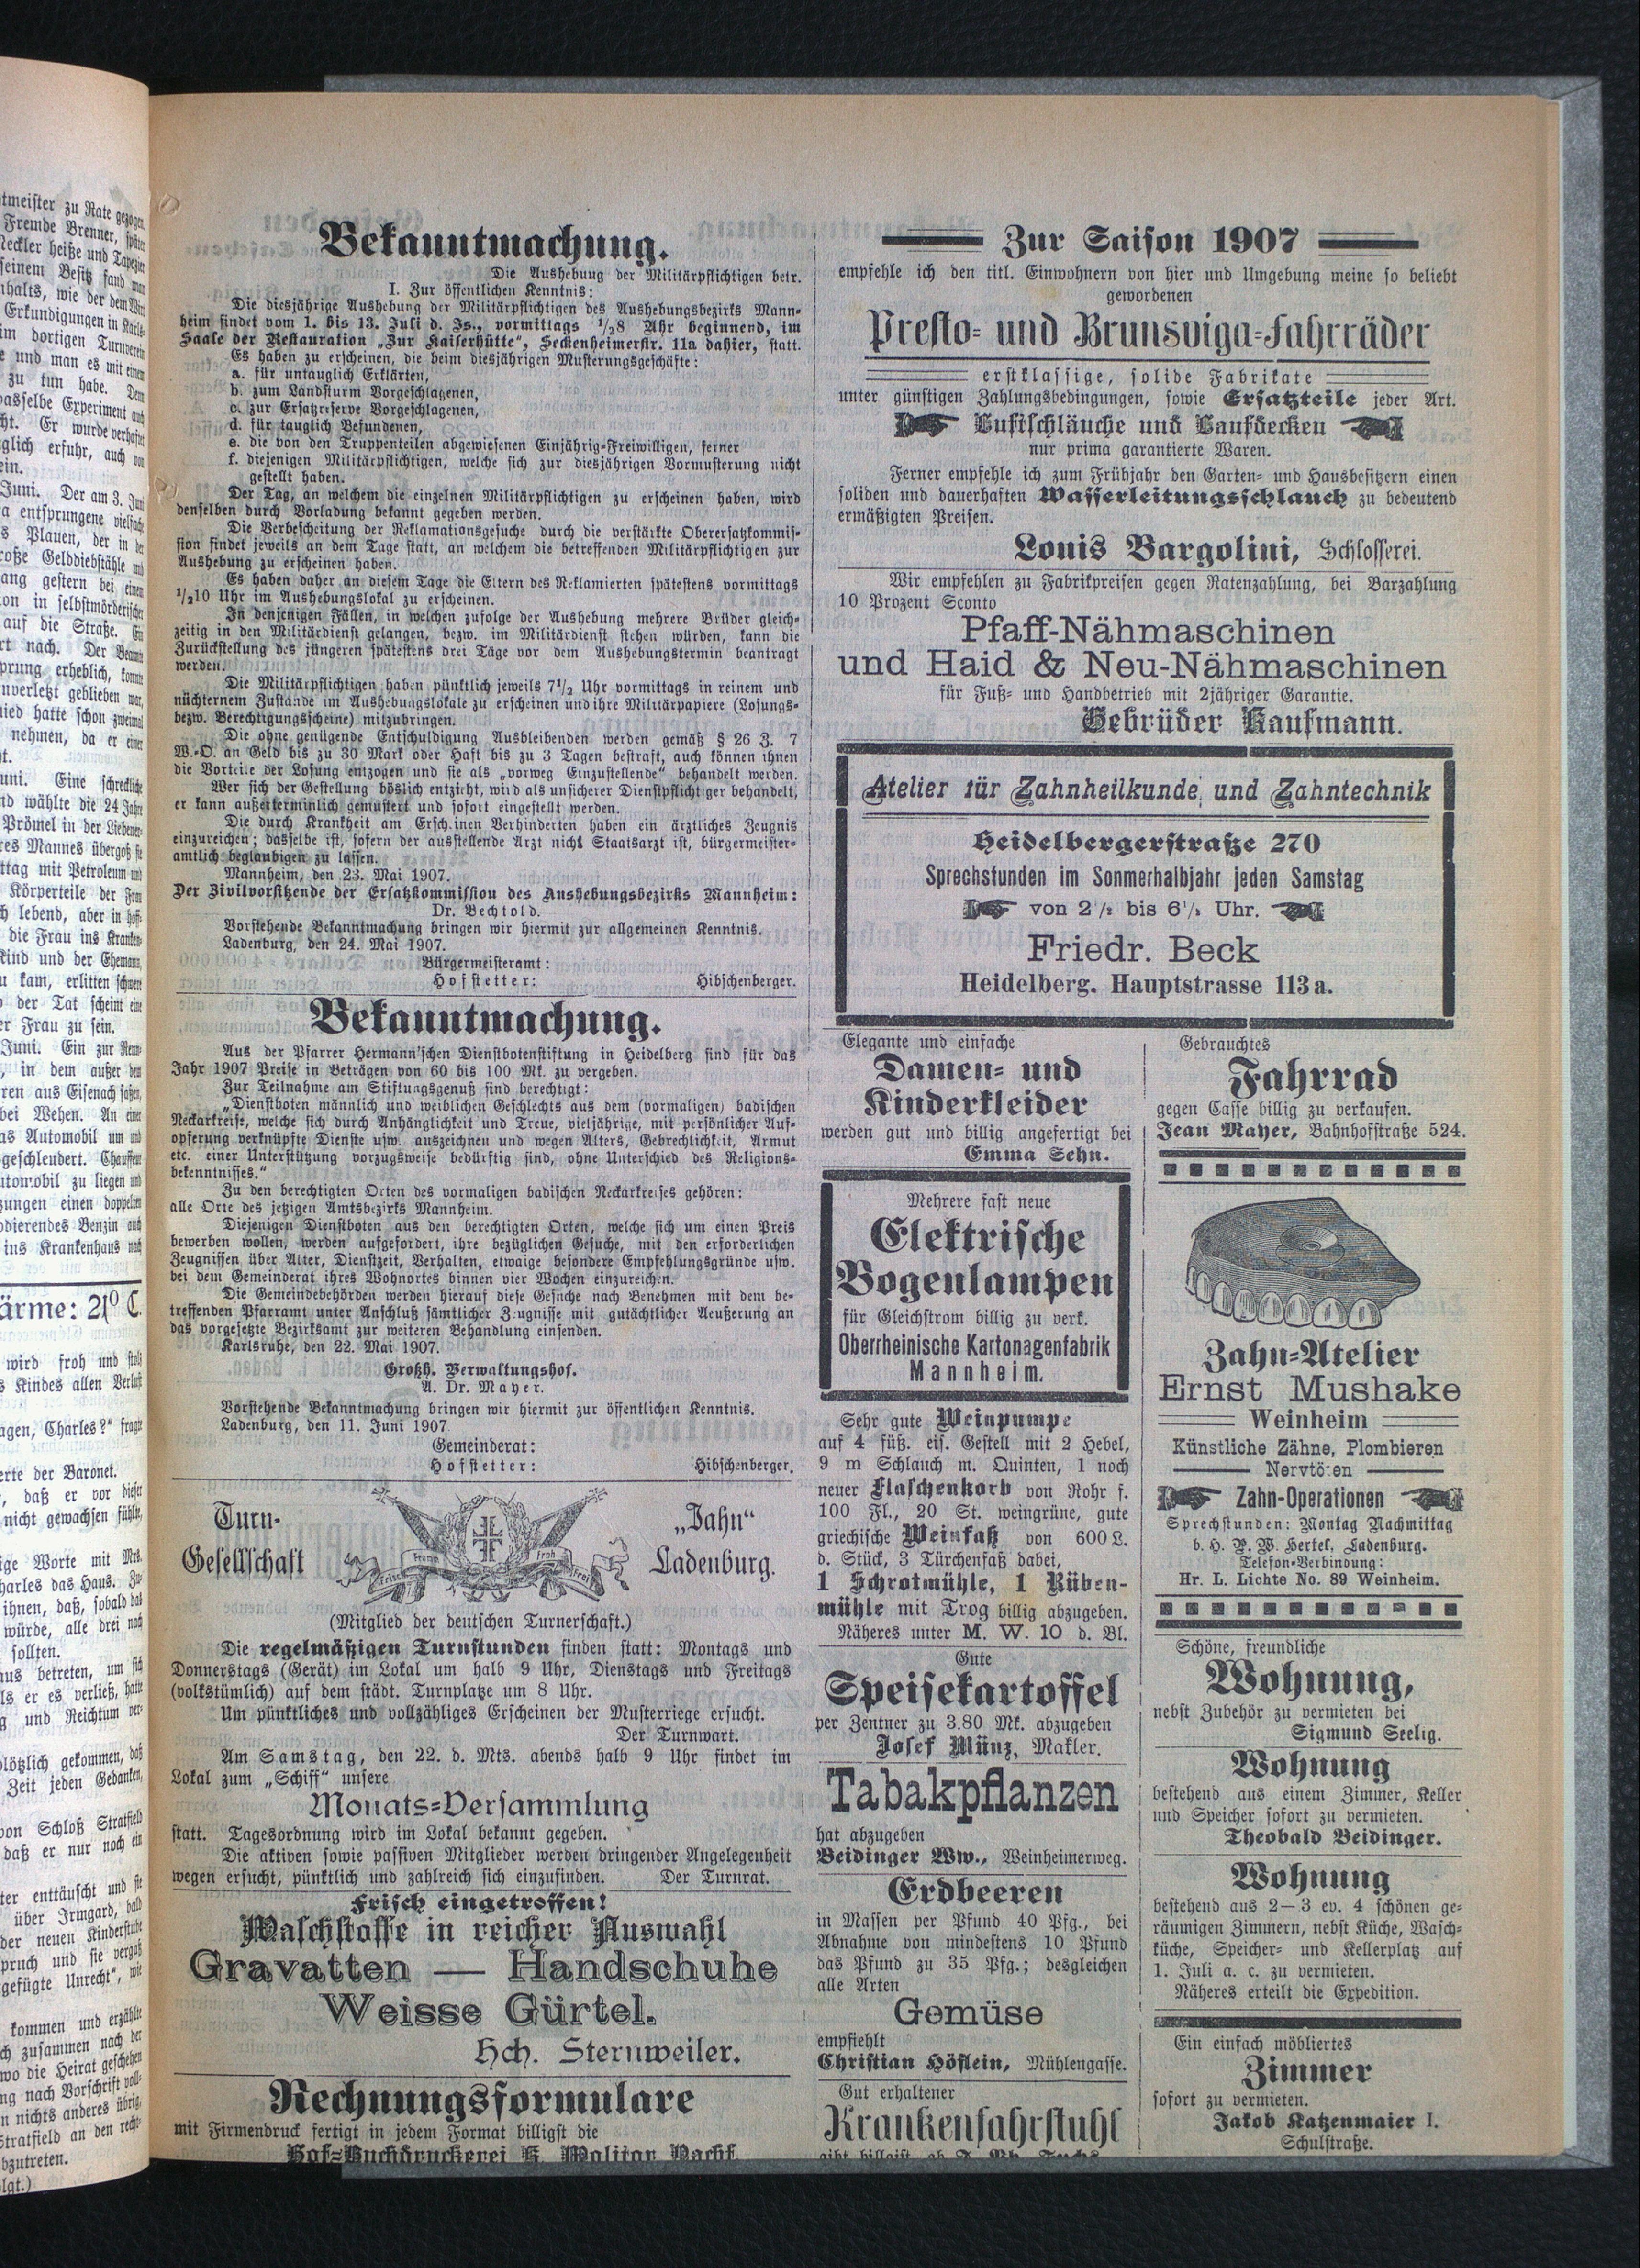 Bekanntmachung.
Die Aushebung der Militärpflichtigen betr.
I. Zur öffentlichen Kenntnis:
Die diesjährige Aushebung der Militärpflichtigen des Aushebungsbezirks Mann-
heim findet vom 1. bis 13. Juli d. Js., vormittags 1/28 Uhr beginnend, im
Saale der Restauration „Zur Kaiserhütte“, Seckenheimerstr. 11a dahier, statt.
Es haben zu erscheinen, die beim diesjährigen Musterungsgeschäfte:
a. für untauglich Erklärten,
b. zum Landsturm Vorgeschlagenen,
c. zur Ersatzreserve Vorgeschlagenen,
d. für tauglich Befundenen,
e. die von den Truppenteilen abgewiesenen Einjährig-Freiwilligen, ferner
f. diejenigen Militärpflichtigen, welche sich zur diesjährigen Vormusterung nicht
gestellt haben.
Der Tag, an welchem die einzelnen Militärpflichtigen zu erscheinen haben, wird
denselben durch Vorladung bekannt gegeben werden.
Die Verbescheitung der Reklamationsgesuche durch die verstärkte Oberersatzkommis-
sion findet jeweils an dem Tage statt, an welchem die betreffenden Militärpflichtigen zur
Aushebung zu erscheinen haben.
Es haben daher an diesem Tage die Eltern des Reklamierten spätestens vormittags
1/210 Uhr im Aushebungslokal zu erscheinen.
In denjenigen Fällen, in welchen zufolge der Aushebung mehrere Brüder gleich-
zeitig in den Militärdienst gelangen, bezw. im Militärdienst stehen würden, kann die
Zurückstellung des jüngeren spätestens drei Tage vor dem Aushebungstermin beantragt
werden.
Die Militärpflichtigen haben pünktlich jeweils 71/2 Uhr vormittags in reinem und
nüchternem Zustande im Aushebungslokale zu erscheinen und ihre Militärpapiere (Losungs-
bezw. Berechtigungsscheine) mitzubringen.
Die ohne genügende Entschuldigung Ausbleibenden werden gemäß § 26 Z. 7
W.-O. an Geld bis zu 30 Mark oder Haft bis zu 3 Tagen bestraft, auch können ihnen
die Vorteile der Losung entzogen und sie als „vorweg Einzustellende“ behandelt werden.
Wer sich der Gestellung böslich entzieht, wird als unsicherer Dienstpflichtiger behandelt,
er kann außerterminlich gemustert und sofort eingestellt werden.
Die durch Krankheit am Erscheinen Verhinderten haben ein ärztliches Zeugnis
einzureichen; dasselbe ist, sofern der ausstellende Arzt nicht Staatsarzt ist, bürgermeister-
amtlich beglaubigen zu lassen.
Mannheim, den 23. Mai 1907.
Der Zivilvorsitzende der Ersatzkommission des Aushebungsbezirks Mannheim:
Dr. Bechtold.
Vorstehende Bekanntmachung bringen wir hiermit zur allgemeinen Kenntnis.
Ladenburg, den 24. Mai 1907.
Bürgermeisteramt:
Hofstetter: Hibschenberger.
Bekanntmachung.
Aus der Pfarrer Hermann'schen Dienstbotenstiftung in Heidelberg sind für das
Jahr 1907 Preise in Beträgen von 60 bis 100 Mk. zu vergeben.
Zur Teilnahme am Stiftungsgenuß sind berechtigt:
„Dienstboten männlich und weiblichen Geschlechts aus dem (vormaligen) badischen
Neckarkreise, welche sich durch Anhänglichkeit und Treue, vieljährige, mit persönlicher Auf-
opferung verknüpfte Dienste usw. auszeichnen und wegen Alters, Gebrechlichkeit, Armut
etc. einer Unterstützung vorzugsweise bedürftig sind, ohne Unterschied des Religions-
bekenntnisses.“
Zu den berechtigten Orten des vormaligen badischen Neckarkreises gehören:
alle Orte des jetzigen Amtsbezirks Mannheim.
Diejenigen Dienstboten aus den berechtigten Orten, welche sich um einen Preis
bewerben wollen, werden aufgefordert, ihre bezüglichen Gesuche, mit den erforderlichen
Zeugnissen über Alter, Dienstzeit, Verhalten, etwaige besondere Empfehlungsgründe usw.
bei dem Gemeinderat ihres Wohnortes binnen vier Wochen einzureichen.
Die Gemeindebehörden werden hierauf diese Gesuche nach Benehmen mit dem be-
treffenden Pfarramt unter Anschluß sämtlicher Zeugnisse mit gutächtlicher Aeußerung an
das vorgesetzte Bezirksamt zur weiteren Behandlung einsenden.
Karlsruhe, den 22. Mai 1907.
Großh. Verwaltungshof.
A. Dr. Mayer.
Vorstehende Bekanntmachung bringen wir hiermit zur öffentlichen Kenntnis.
Ladenburg, den 11. Juni 1907
Gemeinderat:
Hofstetter: Hibschenberger.
Turn- „Jahn“
Gesellschaft Ladenburg.
Frisch Fromm Froh Frei
(Mitglied der deutschen Turnerschaft.)
Die regelmäßigen Turnstunden finden statt: Montags und
Donnerstags (Gerät) im Lokal um halb 9 Uhr, Dienstags und Freitags
(volkstümlich) auf dem städt. Turnplatze um 8 Uhr.
Um pünktliches und vollzähliges Erscheinen der Musterriege ersucht.
Der Turnwart.
Am Samstag, den 22. d. Mts. abends halb 9 Uhr findet im
Lokal zum „Schiff“ unsere
Monats-Versammlung
statt. Tagesordnung wird im Lokal bekannt gegeben.
Die aktiven sowie passiven Mitglieder werden dringender Angelegenheit
wegen ersucht, pünktlich und zahlreich sich einzufinden. Der Turnrat.
Frisch eingetroffen!
Waschstoffe in reicher Auswahl
Gravatten — Handschuhe
Weisse Gürtel.
Hch. Sternweiler.
Rechnungsformulare
mit Firmendruck fertigt in jedem Format billigst die
Hof-Buchdruckerei K. Molitor Nachf.
Zur Saison 1907
empfehle ich den titl. Einwohnern von hier und Umgebung meine so beliebt
gewordenen
Presto- und Brunsviga-Fahrräder
erstklassige, solide Fabrikate
unter günstigen Zahlungsbedingungen, sowie Ersatzteile jeder Art.
Luftschläuche und Laufdecken
nur prima garantierte Waren.
Ferner empfehle ich zum Frühjahr den Garten- und Hausbesitzern einen
soliden und dauerhaften Wasserleitungsschlauch zu bedeutend
ermäßigten Preisen.
Louis Bargolini, Schlosserei.
Wir empfehlen zu Fabrikpreisen gegen Ratenzahlung, bei Barzahlung
10 Prozent Sconto
Pfaff-Nähmaschinen
und Haid & Neu-Nähmaschinen
für Fuß- und Handbetrieb mit 2jähriger Garantie.
Gebrüder Kaufmann.
Atelier für Zahnheilkunde und Zahntechnik
Heidelbergerstraße 270
Sprechstunden im Sommerhalbjahr jeden Samstag
von 2 1/2 bis 6 1/2 Uhr.
Friedr. Beck
Heidelberg. Hauptstrasse 113a.
Elegante und einfache
Damen- und
Kinderkleider
werden gut und billig angefertigt bei
Emma Sehn.
Mehrere fast neue
Elektrische
Bogenlampen
für Gleichstrom billig zu verk.
Oberrheinische Kartonagenfabrik
Mannheim.
Sehr gute Weinpumpe
auf 4 füß. eis. Gestell mit 2 Hebel,
9 m Schlauch m. Quinten, 1 noch
neuer Flaschenkorb von Rohr f.
100 Fl., 20 St. weingrüne, gute
griechische Weinfaß von 600 L.
d. Stück, 3 Türchenfaß dabei,
1 Schrotmühle, 1 Rüben-
mühle mit Trog billig abzugeben.
Näheres unter M. W. 10 d. Bl.
Gute
Speisekartoffel
per Zentner zu 3.80 Mk. abzugeben
Josef Münz, Makler.
Tabakpflanzen
hat abzugeben
Beidinger Ww., Weinheimerweg.
Erdbeeren
in Massen per Pfund 40 Pfg., bei
Abnahme von mindestens 10 Pfund
das Pfund zu 35 Pfg.; desgleichen
alle Arten
Gemüse
empfiehlt
Christian Höflein, Mühlengasse.
Gut erhaltener
Krankenfahrstuhl
gibt billigst ab J. Ph. Fuchs
Gebrauchtes
Fahrrad
gegen Casse billig zu verkaufen.
Jean Mayer, Bahnhofstraße 524.
Zahn-Atelier
Ernst Mushake
Weinheim
Künstliche Zähne, Plombieren
Nervtöten
Zahn-Operationen
Sprechstunden: Montag Nachmittag
b. H. P. W. Hertel, Ladenburg.
Telefon-Verbindung:
Hr. L. Lichte No. 89 Weinheim.
Schöne, freundliche
Wohnung,
nebst Zubehör zu vermieten bei
Sigmund Seelig.
Wohnung
bestehend aus einem Zimmer, Keller
und Speicher sofort zu vermieten.
Theobald Beidinger.
Wohnung
bestehend aus 2—3 ev. 4 schönen ge-
räumigen Zimmern, nebst Küche, Wasch-
küche, Speicher- und Kellerplatz auf
1. Juli a. c. zu vermieten.
Näheres erteilt die Expedition.
Ein einfach möbliertes
Zimmer
sofort zu vermieten.
Jakob Katzenmaier I.
Schulstraße.